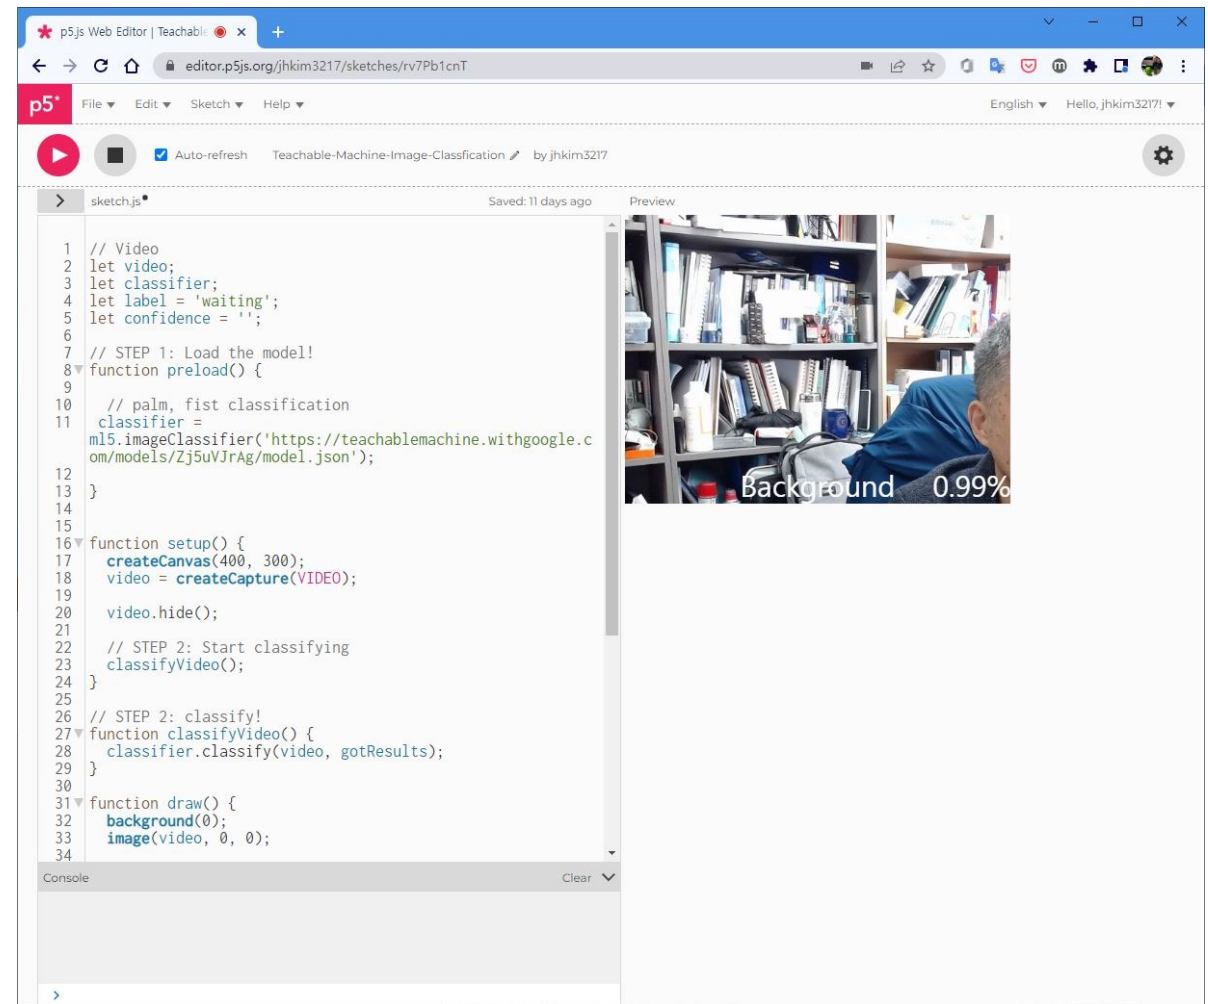 p5.js Web Editor | Teachable
editor.p5js.org/jhkim3217/sketches/rv7Pb1cnT
p5* File Edit Sketch Help English Hello, jhkim3217!
Auto-refresh Teachable-Machine-Image-Classfication by jhkim3217
sketch.js Saved: 11 days ago Preview
1 // Video
2 let video;
3 let classifier;
4 let label = 'waiting';
5 let confidence = '';
6
7 // STEP 1: Load the model!
8 function preload() {
9
10 // palm, fist classification
11 classifier =
ml5.imageClassifier('https://teachablemachine.withgoogle.c
om/models/Zj5uVJrAg/model.json');
12
13 }
14
15
16 function setup() {
17 createCanvas(400, 300);
18 video = createCapture(VIDEO);
19
20 video.hide();
21
22 // STEP 2: Start classifying
23 classifyVideo();
24 }
25
26 // STEP 2: classify!
27 function classifyVideo() {
28 classifier.classify(video, gotResults);
29 }
30
31 function draw() {
32 background(0);
33 image(video, 0, 0);
34
Background 0.99%
Console Clear